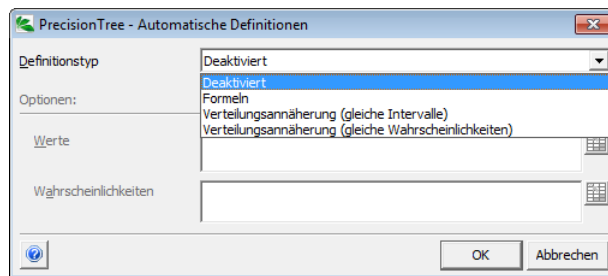 PrecisionTree - Automatische Definitionen
Definitionstyp
Deaktiviert
Deaktiviert
Formeln
Verteilungsannäherung (gleiche Intervalle)
Verteilungsannäherung (gleiche Wahrscheinlichkeiten)
Optionen:
Werte
Wahrscheinlichkeiten
OK
Abbrechen